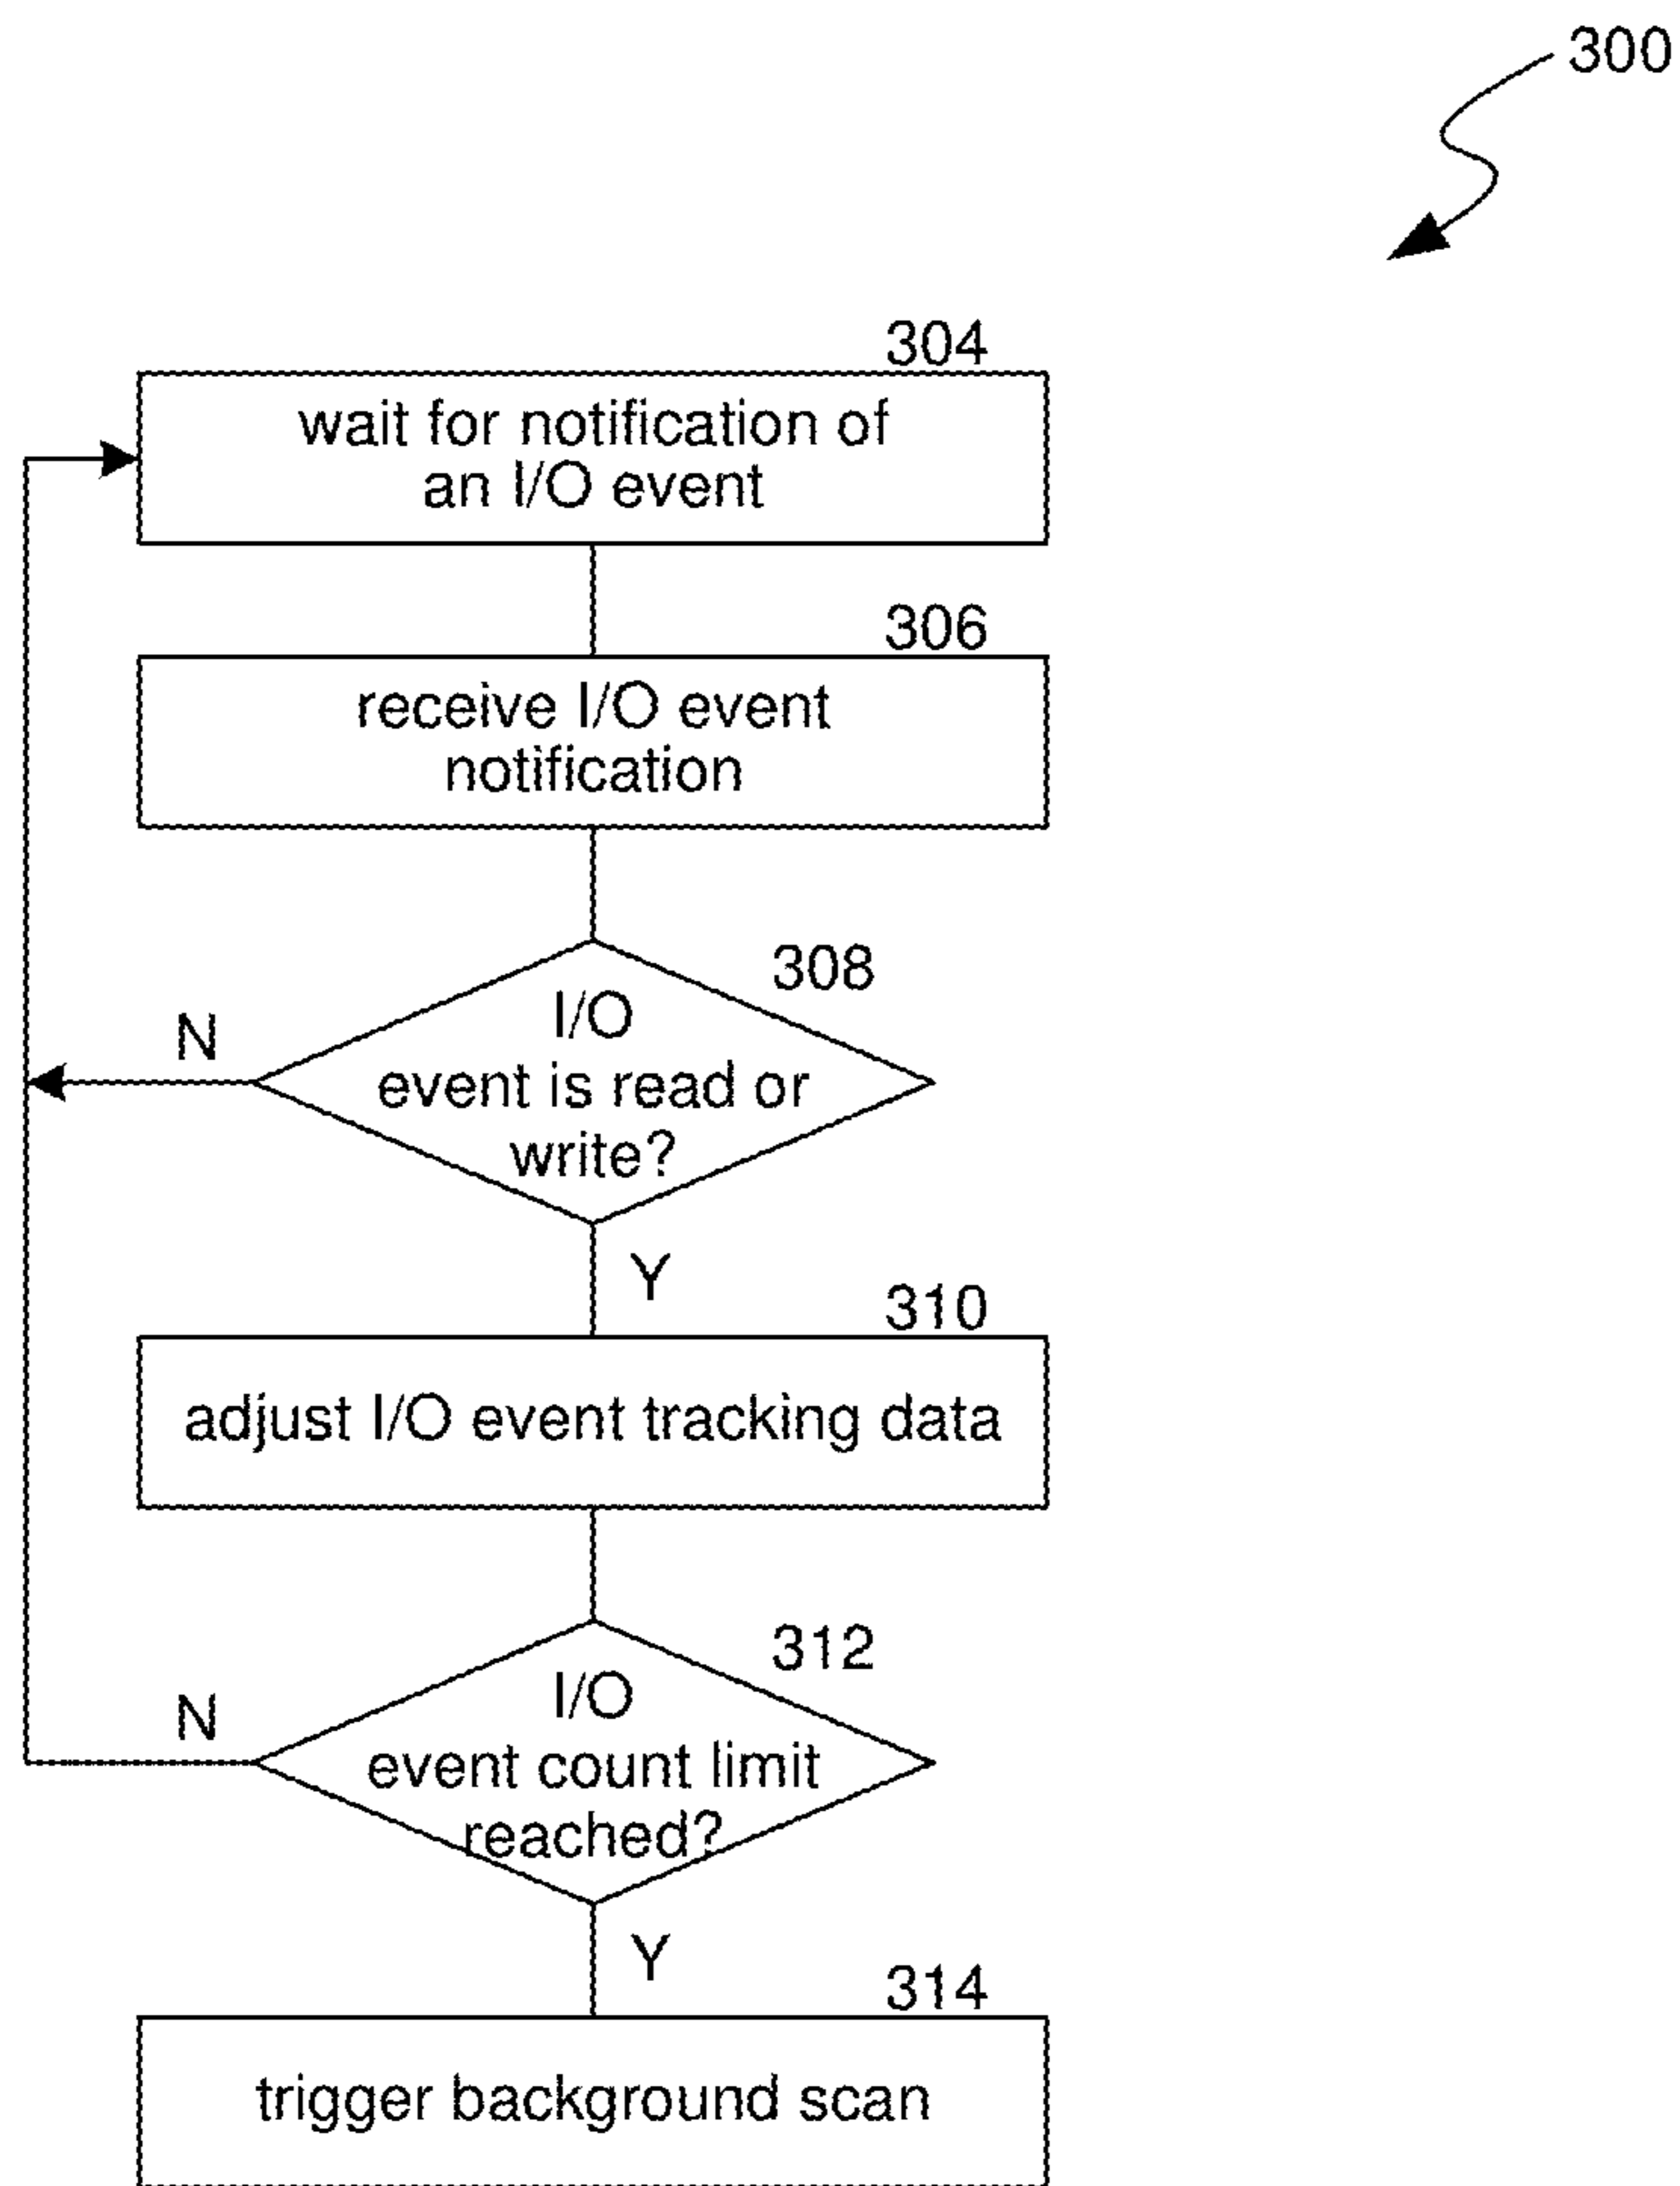 300
304
wait for notification of
an I/O event
306
receive I/O event
notification
308
I/O
event is read or
write?
N
Y
310
adjust I/O event tracking data
312
I/O
event count limit
reached?
N
Y
314
trigger background scan